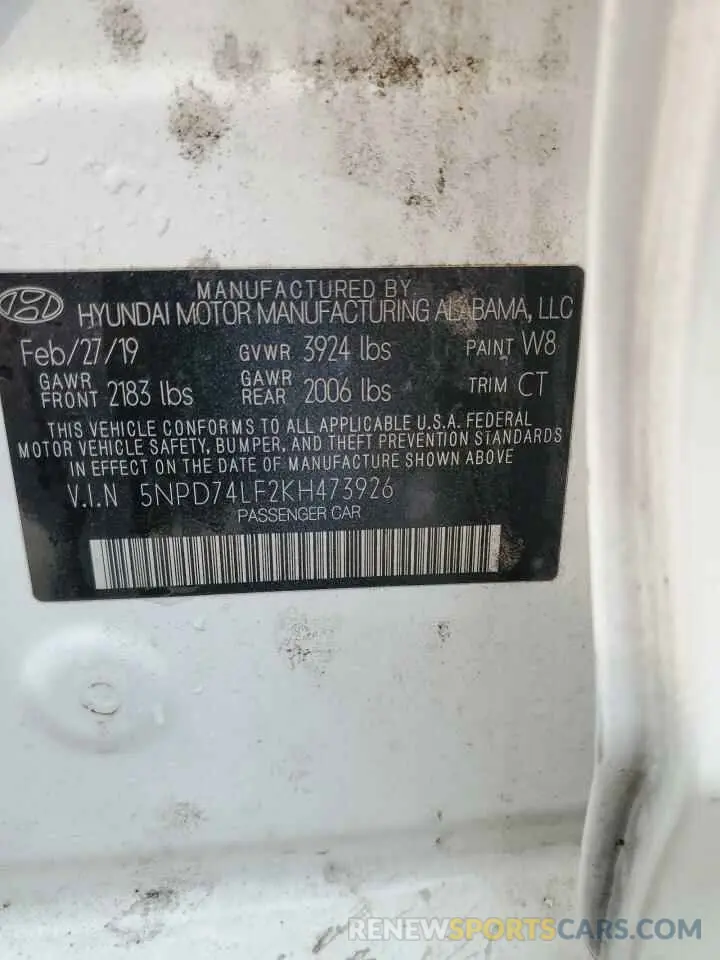 MANUFACTURED BY
HYUNDAI MOTOR MANUFACTURING ALABAMA, LLC
Feb/27/19 GVWR 3924 lbs PAINT W8
GAWR FRONT 2183 lbs GAWR REAR 2006 lbs TRIM CT
THIS VEHICLE CONFORMS TO ALL APPLICABLE U.S.A. FEDERAL
MOTOR VEHICLE SAFETY, BUMPER, AND THEFT PREVENTION STANDARDS
IN EFFECT ON THE DATE OF MANUFACTURE SHOWN ABOVE
V.I.N 5NPD74LF2KH473926
PASSENGER CAR
RENEWSPORTSCARS.COM